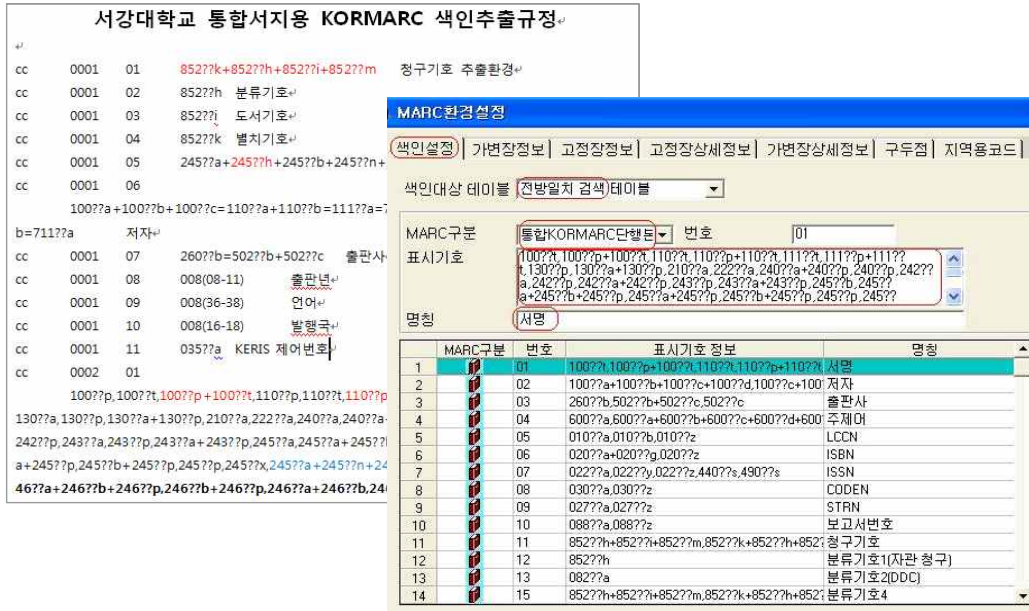 서강대학교 통합서지용 KORMARC 색인추출규정
cc 0001 01 852??k+852??h+852??i+852??m 청구기호 추출환경
cc 0001 02 852??h 분류기호
cc 0001 03 852??i 도서기호
cc 0001 04 852??k 별치기호
cc 0001 05 245??a+245??h+245??b+245??n+
cc 0001 06
100??a+100??b+100??c=110??a+110??b=111??a=7
b=711??a 저자
cc 0001 07 260??b=502??b+502??c 출판사
cc 0001 08 008(08-11) 출판년
cc 0001 09 008(36-38) 언어
cc 0001 10 008(16-18) 발행국
cc 0001 11 035??a KERIS 제어번호
cc 0002 01
100??p,100??t,100??p+100??t,110??p,110??t,110??p
130??a,130??p,130??a+130??p,210??a,222??a,240??a,240??a+
242??p,243??a,243??p,243??a+243??p,245??a,245??a+245??
a+245??p,245??b+245??p,245??p,245??x,245??a+245??n+24
46??a+246??b+246??p,246??b+246??p,246??a+246??b,24
MARC환경설정
색인설정 가변장정보 고정장정보 고정장상세정보 가변장상세정보 구두점 지역용코드
색인대상 테이블 전방일치 검색테이블
MARC구분 통합KORMARC단행본 번호 01
표시기호 100??t,100??p+100??t,110??t,110??p+110??t,111??t,111??p+111??
t,130??p,130??a+130??p,210??a,222??a,240??a+240??p,240??p,242??
a,242??p,242??a+242??p,243??p,243??a+243??p,245??
a+245??b+245??p,245??a+245??p,245??b+245??p,245??p,245??
명칭 서명
MARC구분 번호 표시기호 정보 명칭
1 01 100??t,100??p+100??t,110??t,110??p+110??t, 서명
2 02 100??a+100??b+100??c+100??d,100??c+100 저자
3 03 260??b,502??b+502??c,502??c 출판사
4 04 600??a,600??a+600??b+600??c+600??d+600 주제어
5 05 010??a,010??b,010??z LCCN
6 06 020??a+020??g,020??z ISBN
7 07 022??a,022??y,022??z,440??s,490??s ISSN
8 08 030??a,030??z CODEN
9 09 027??a,027??z STRN
10 10 088??a,088??z 보고서번호
11 11 852??h+852??i+852??m,852??k+852??h+852? 청구기호
12 12 852??h 분류기호1(자관 청구)
13 13 082??a 분류기호2(DDC)
14 15 852??h+852??i+852??m,852??k+852??h+852? 분류기호4